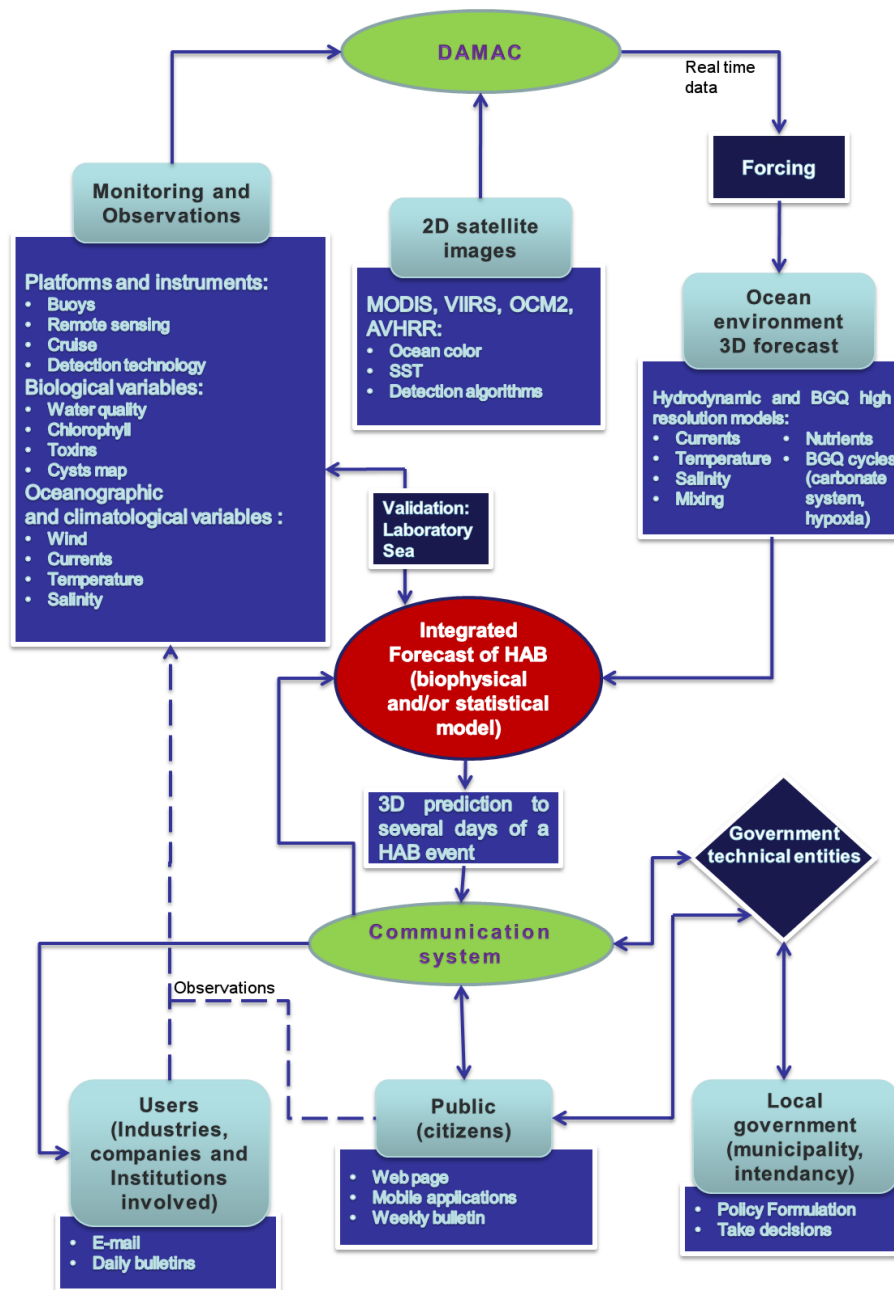 DAMAC
Real time
data
Forcing
Monitoring and
Observations
2D satellite
images
Ocean
environment
3D forecast
Platforms and instruments:
• Buoys
• Remote sensing
• Cruise
• Detection technology
Biological variables:
• Water quality
• Chlorophyll
• Toxins
• Cysts map
Oceanographic
and climatological variables :
• Wind
• Currents
• Temperature
• Salinity
MODIS, VIIRS, OCM2,
AVHRR:
• Ocean color
• SST
• Detection algorithms
Hydrodynamic and BGQ high
resolution models:
• Currents
• Temperature
• Salinity
• Mixing
• Nutrients
• BGQ cycles
(carbonate
system,
hypoxia)
Validation:
Laboratory
Sea
Integrated
Forecast of HAB
(biophysical
and/or statistical
model)
3D prediction to
several days of a
HAB event
Government
technical entities
Communication
system
Observations
Users
(Industries,
companies and
Institutions
involved)
• E-mail
• Daily bulletins
Public
(citizens)
• Web page
• Mobile applications
• Weekly bulletin
Local
government
(municipality,
intendancy)
• Policy Formulation
• Take decisions